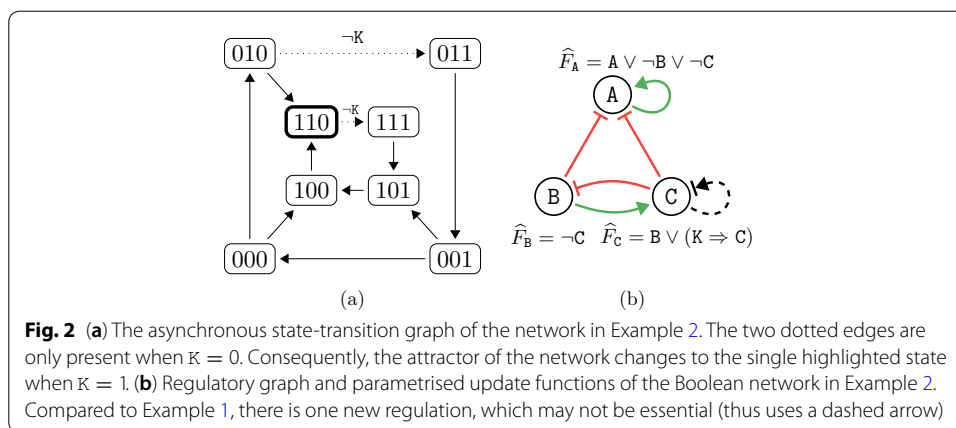 ¬K
010
011
¬K
110
111
100
101
000
001
(a)
F̂_A = A ∨ ¬B ∨ ¬C
A
B
C
F̂_B = ¬C
F̂_C = B ∨ (K ⇒ C)
(b)
Fig. 2 (a) The asynchronous state-transition graph of the network in Example 2. The two dotted edges are
only present when K = 0. Consequently, the attractor of the network changes to the single highlighted state
when K = 1. (b) Regulatory graph and parametrised update functions of the Boolean network in Example 2.
Compared to Example 1, there is one new regulation, which may not be essential (thus uses a dashed arrow)